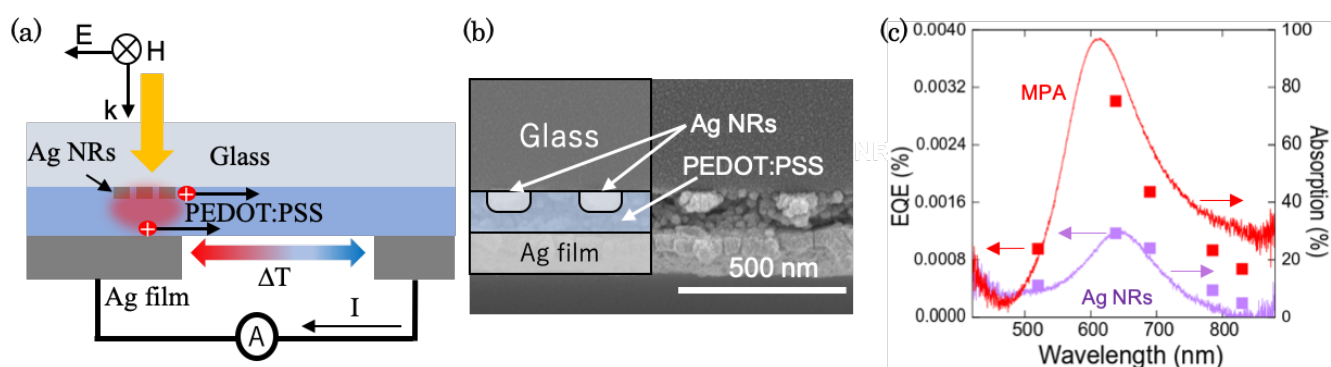 (a)
E
H
k
Ag NRs
Glass
PEDOT:PSS
ΔT
Ag film
I
A
(b)
Glass
Ag NRs
PEDOT:PSS
Ag film
500 nm
(c)
0.0040
0.0032
0.0024
0.0016
0.0008
0.0000
EQE (%)
MPA
Ag NRs
100
80
60
40
20
0
Absorption (%)
500
600
700
800
Wavelength (nm)